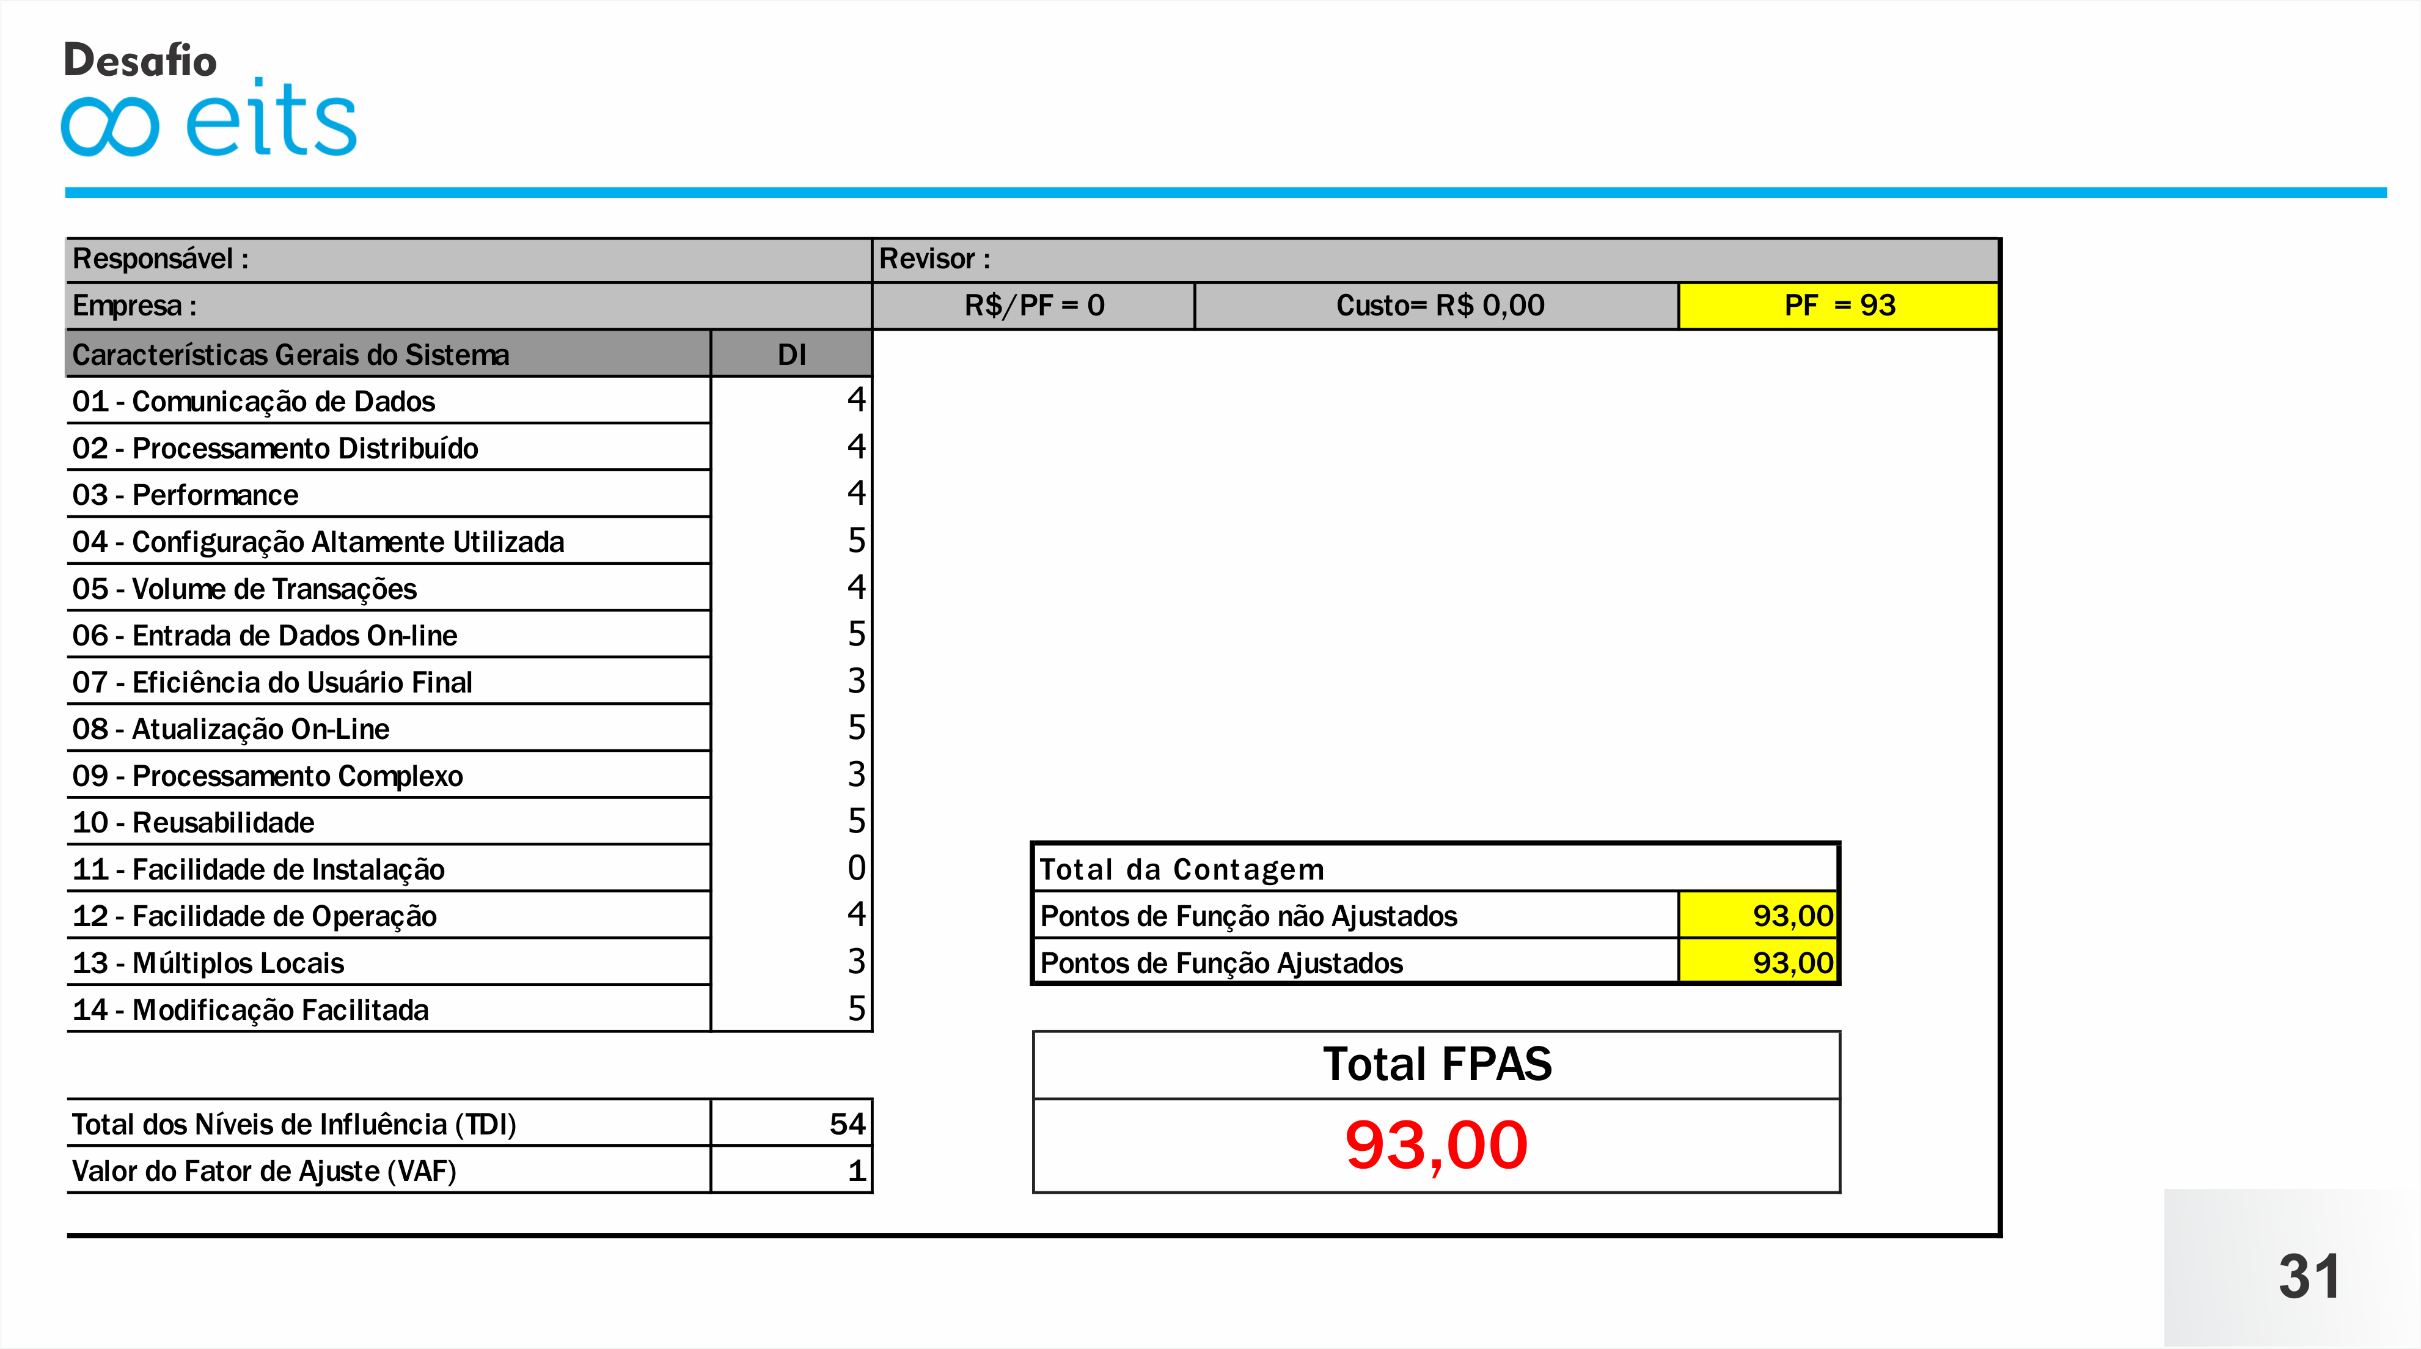 Desafio
eits
Responsável : Revisor :
Empresa : R$/PF = 0 Custo= R$ 0,00 PF = 93
Características Gerais do Sistema DI
01 - Comunicação de Dados 4
02 - Processamento Distribuído 4
03 - Performance 4
04 - Configuração Altamente Utilizada 5
05 - Volume de Transações 4
06 - Entrada de Dados On-line 5
07 - Eficiência do Usuário Final 3
08 - Atualização On-Line 5
09 - Processamento Complexo 3
10 - Reusabilidade 5
11 - Facilidade de Instalação 0
12 - Facilidade de Operação 4
13 - Múltiplos Locais 3
14 - Modificação Facilitada 5
Total da Contagem
Pontos de Função não Ajustados 93,00
Pontos de Função Ajustados 93,00
Total FPAS
93,00
Total dos Níveis de Influência (TDI) 54
Valor do Fator de Ajuste (VAF) 1
31